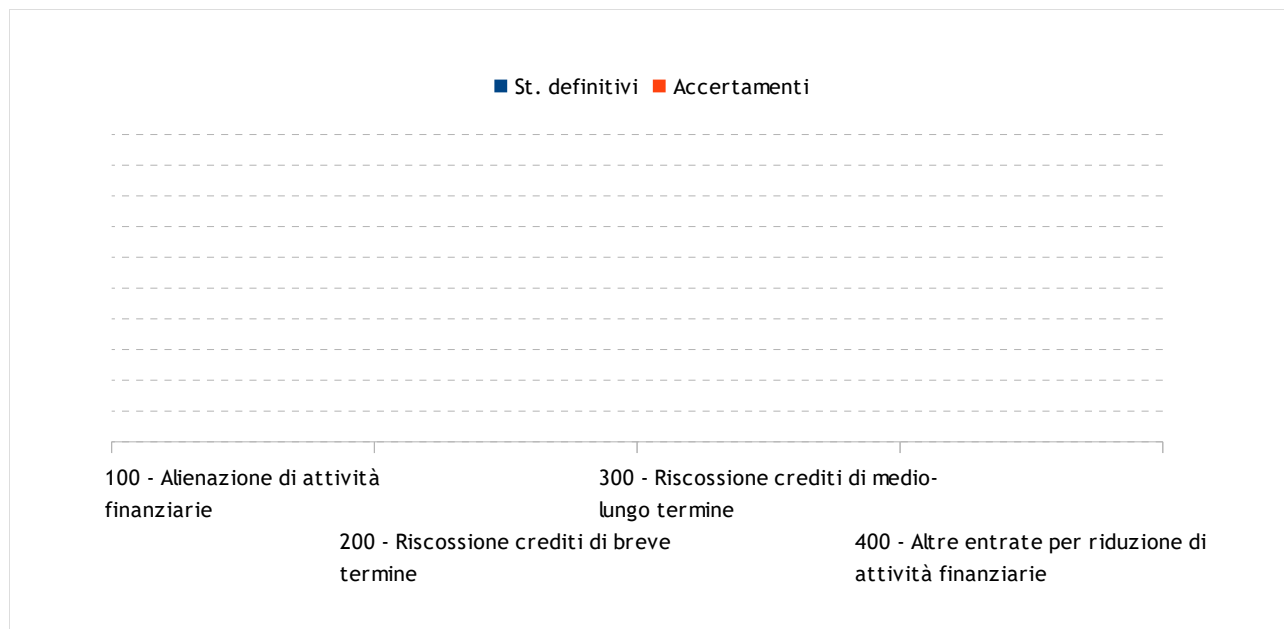 St. definitivi Accertamenti
100 - Alienazione di attività
finanziarie
200 - Riscossione crediti di breve
termine
300 - Riscossione crediti di medio-
lungo termine
400 - Altre entrate per riduzione di
attività finanziarie